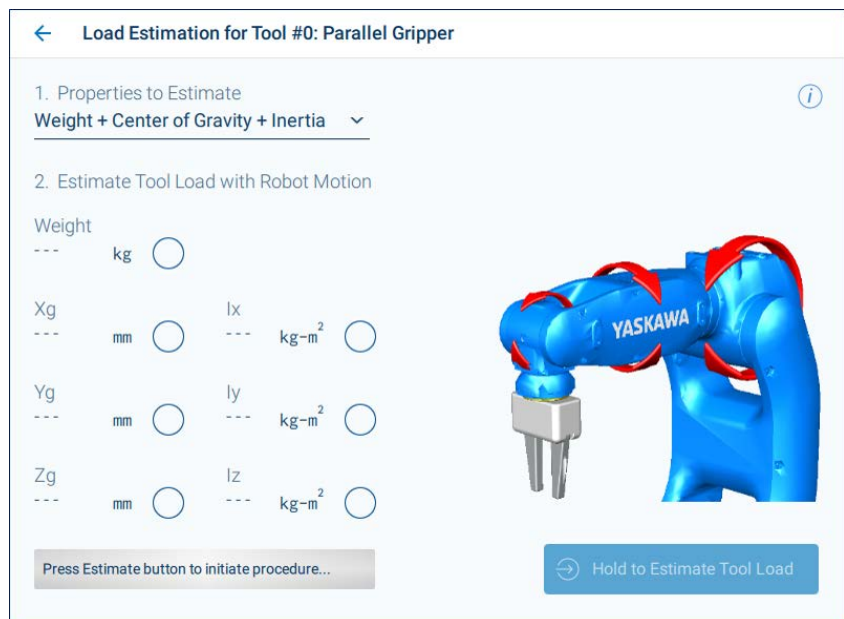 Load Estimation for Tool #0: Parallel Gripper
1. Properties to Estimate
Weight + Center of Gravity + Inertia
2. Estimate Tool Load with Robot Motion
Weight
--- kg
Xg Ix
--- mm --- kg-m²
Yg Iy
--- mm --- kg-m²
Zg Iz
--- mm --- kg-m²
YASKAWA
Press Estimate button to initiate procedure...
Hold to Estimate Tool Load